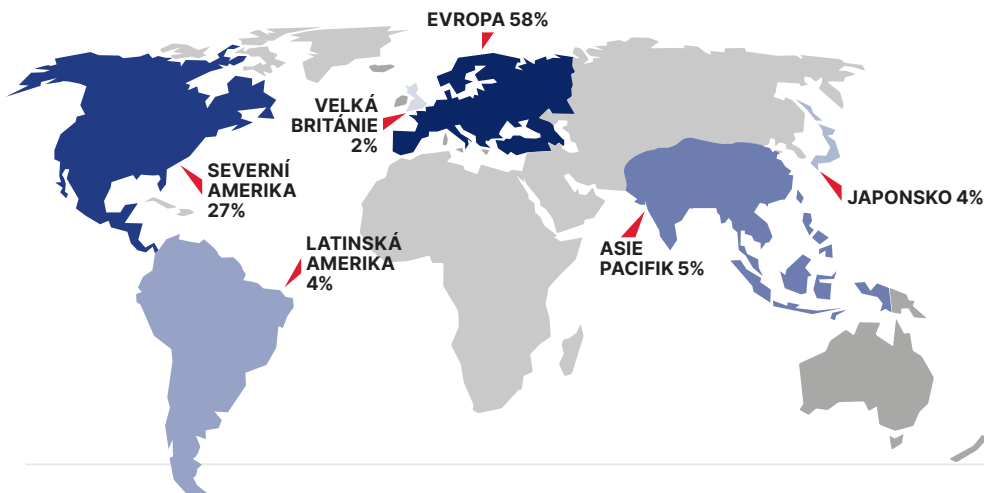 EVROPA 58%
VELKÁ
BRITÁNIE
2%
SEVERNÍ
AMERIKA
27%
JAPONSKO 4%
LATINSKÁ
AMERIKA
4%
ASIE
PACIFIK 5%